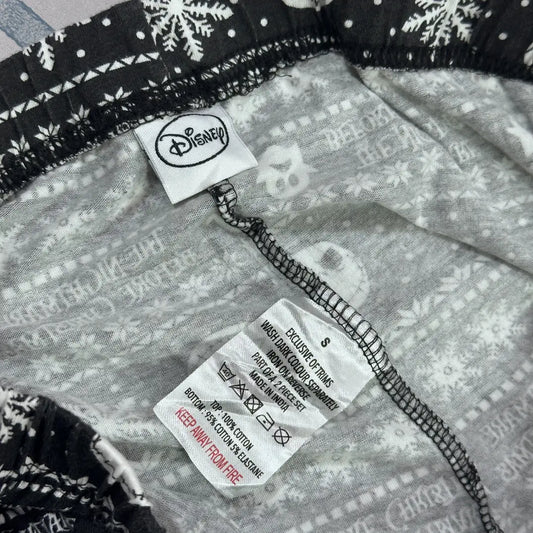 Disney
S
EXCLUSIVE OF TRIMS
WASH DARK COLOUR SEPARATELY
IRON ON REVERSE
PART OF A 2 PIECE SET
MADE IN INDIA
TOP : 100% COTTON
BOTTOM : 95% COTTON 5% ELASTANE
KEEP AWAY FROM FIRE